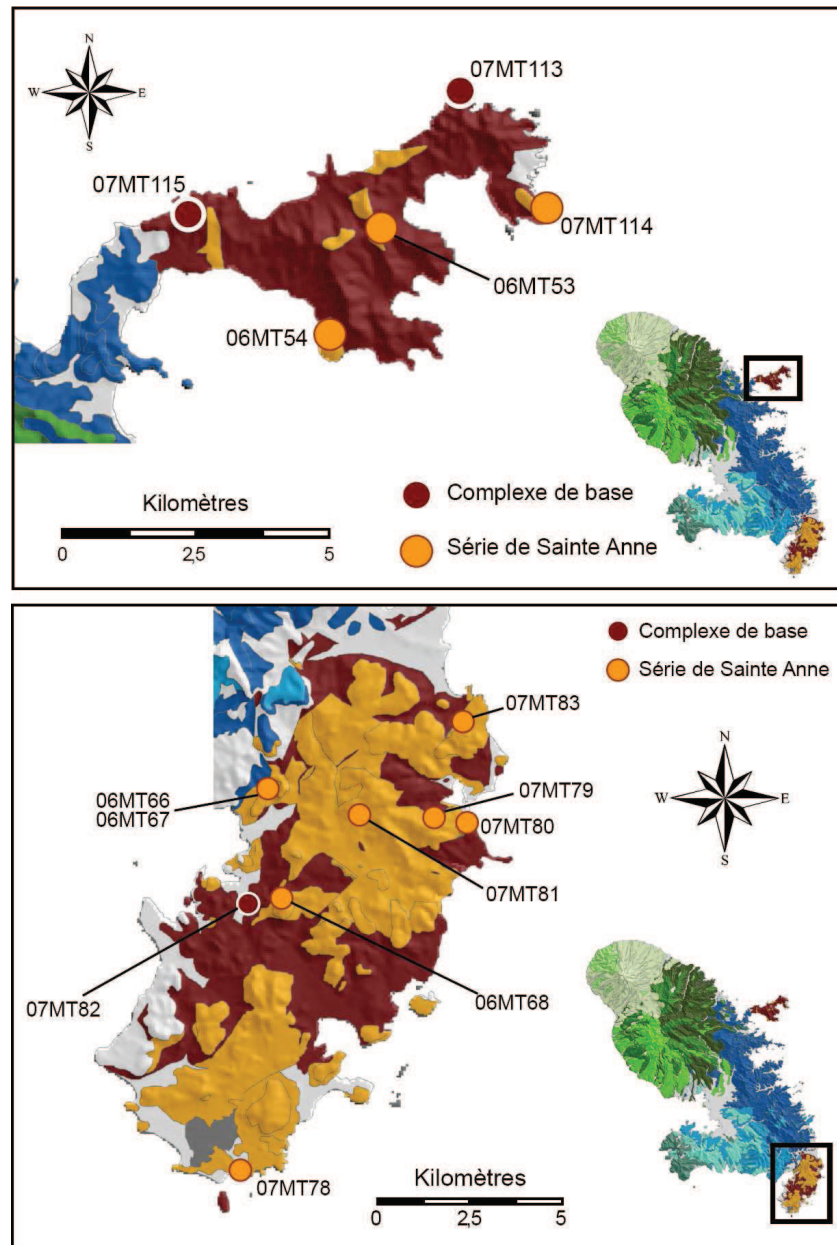 N
W E
S
07MT113
07MT115
07MT114
06MT53
06MT54
Kilomètres
0 2,5 5
Complexe de base
Série de Sainte Anne
Complexe de base
Série de Sainte Anne
07MT83
N
W E
S
06MT66
06MT67
07MT79
07MT80
07MT81
07MT82
06MT68
07MT78
Kilomètres
0 2,5 5